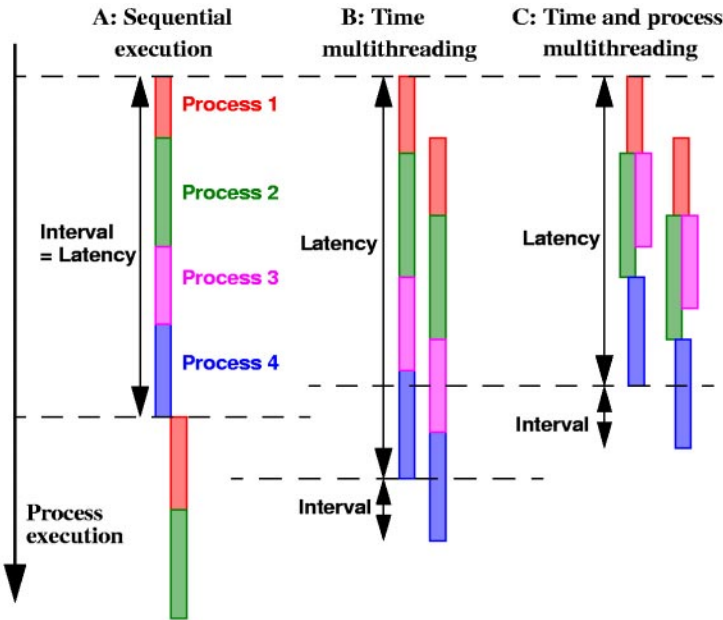 A: Sequential
execution
B: Time
multithreading
C: Time and process
multithreading
Process 1
Process 2
Process 3
Process 4
Interval
= Latency
Latency
Latency
Interval
Interval
Process
execution